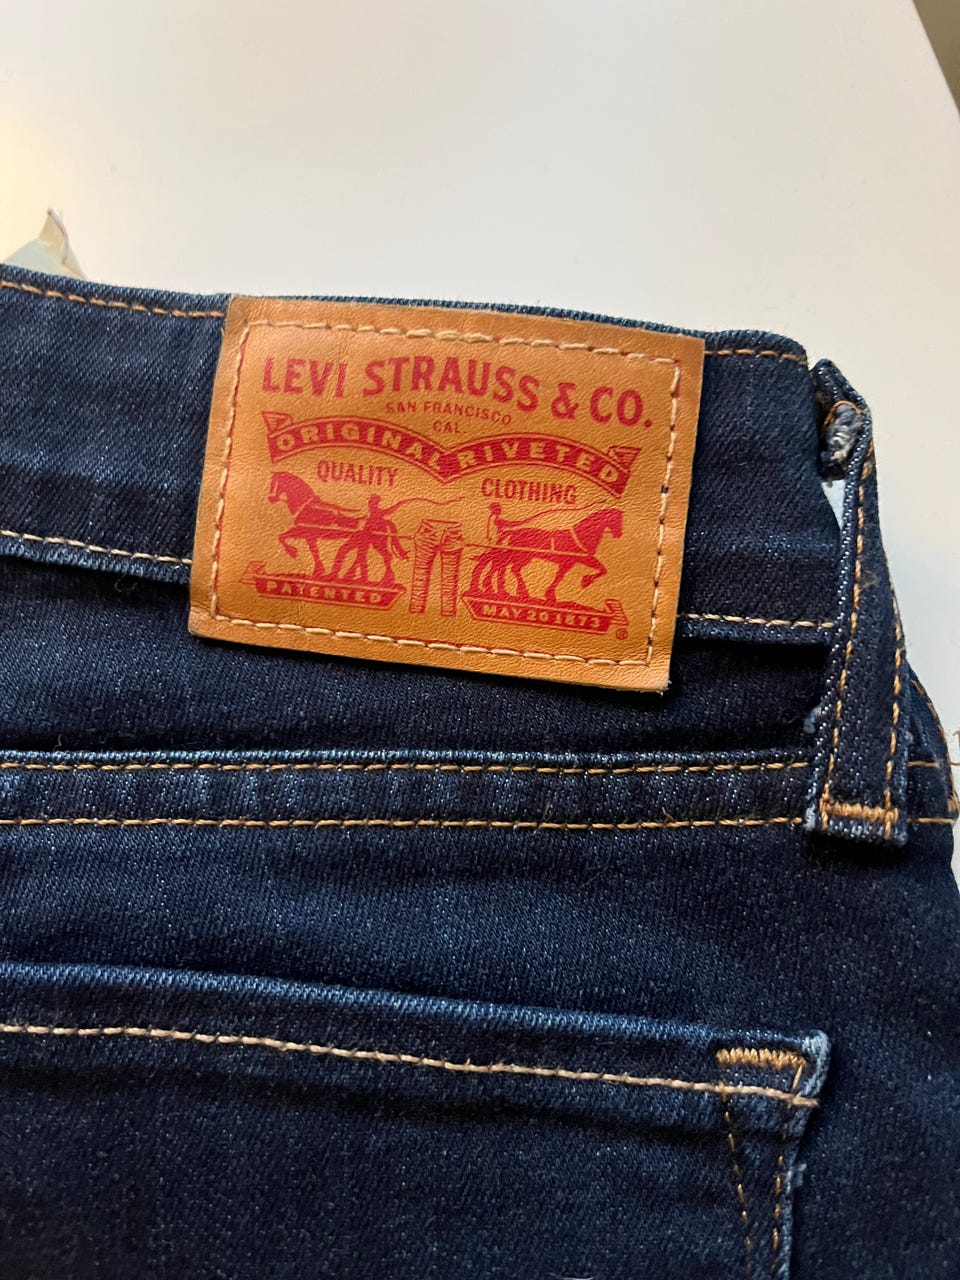 LEVI STRAUSS & CO.
SAN FRANCISCO
CAL.
ORIGINAL RIVETED
QUALITY CLOTHING
PATENTED MAY 20 1873
®